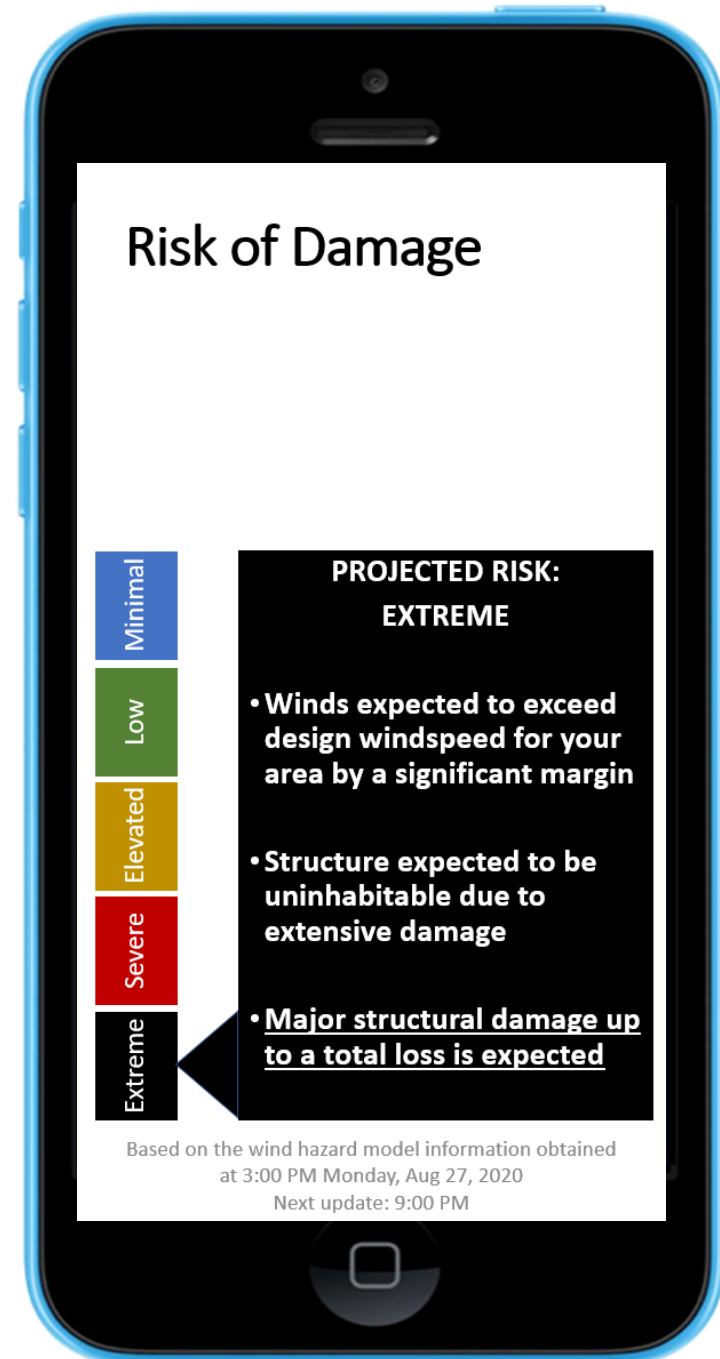 Risk of Damage
Minimal
Low
Elevated
Severe
Extreme
PROJECTED RISK:
EXTREME
• Winds expected to exceed
design windspeed for your
area by a significant margin
• Structure expected to be
uninhabitable due to
extensive damage
• Major structural damage up
to a total loss is expected
Based on the wind hazard model information obtained
at 3:00 PM Monday, Aug 27, 2020
Next update: 9:00 PM